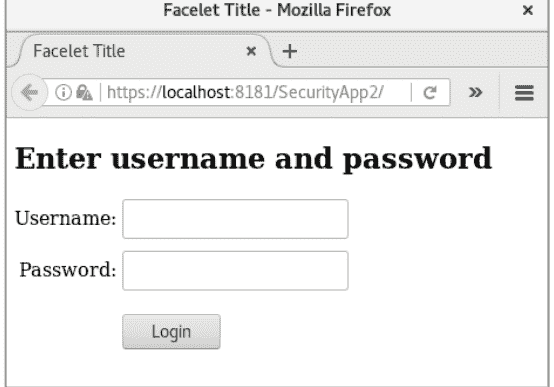 Facelet Title - Mozilla Firefox
Facelet Title
https://localhost:8181/SecurityApp2/
Enter username and password
Username:
Password:
Login